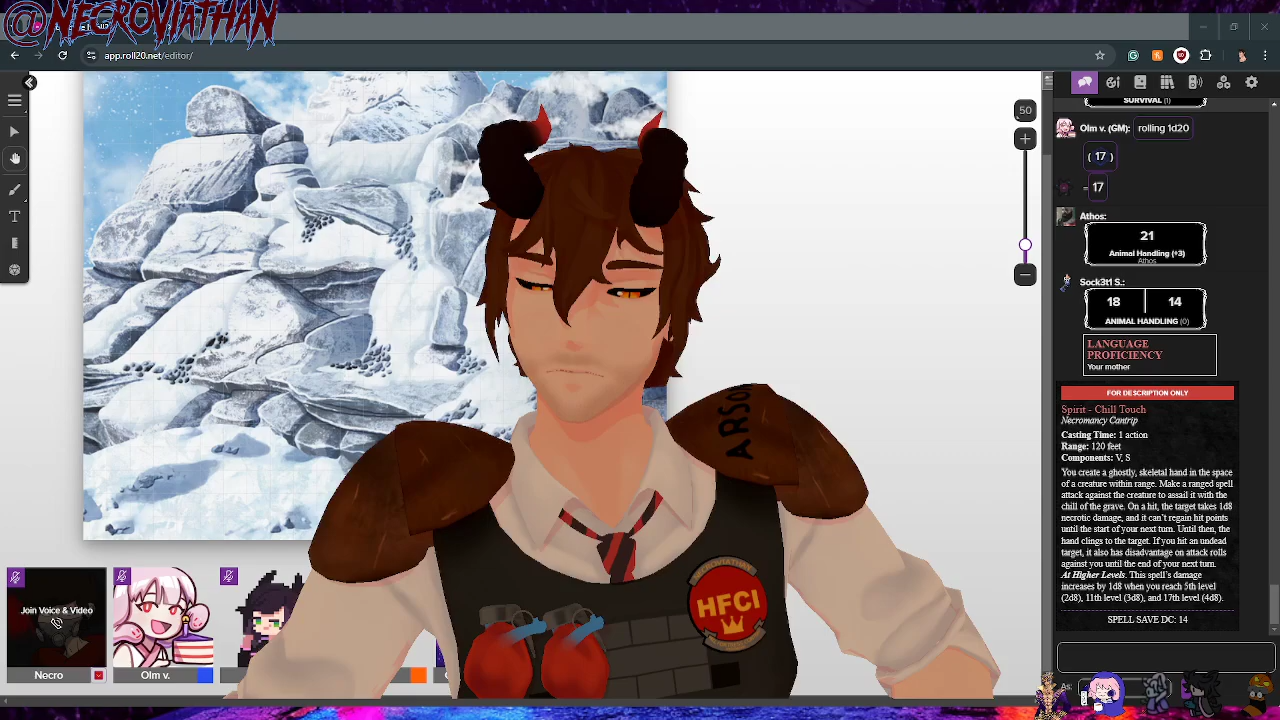 @NECROVIATHAN
app.roll20.net/editor/
50
SURVIVAL (1)
Olm v. (GM):
rolling 1d20
( 17 )
= 17
Athos:
21
Animal Handling (+3)
Athos
Sock3tl S.:
18
14
ANIMAL HANDLING (0)
LANGUAGE
PROFICIENCY
Your mother
FOR DESCRIPTION ONLY
Spirit - Chill Touch
Necromancy Cantrip
Casting Time: 1 action
Range: 120 feet
Components: V, S
You create a ghostly, skeletal hand in the space
of a creature within range. Make a ranged spell
attack against the creature to assail it with the
chill of the grave. On a hit, the target takes 1d8
necrotic damage, and it can't regain hit points
until the start of your next turn. Until then, the
hand clings to the target. If you hit an undead
target, it also has disadvantage on attack rolls
against you until the end of your next turn.
At Higher Levels: This spell's damage
increases by 1d8 when you reach 5th level
(2d8), 11th level (3d8), and 17th level (4d8).
SPELL SAVE DC: 14
As:
ARSON
NECROVIATHAN
HFCI
Join Voice & Video
Necro
Olm v.